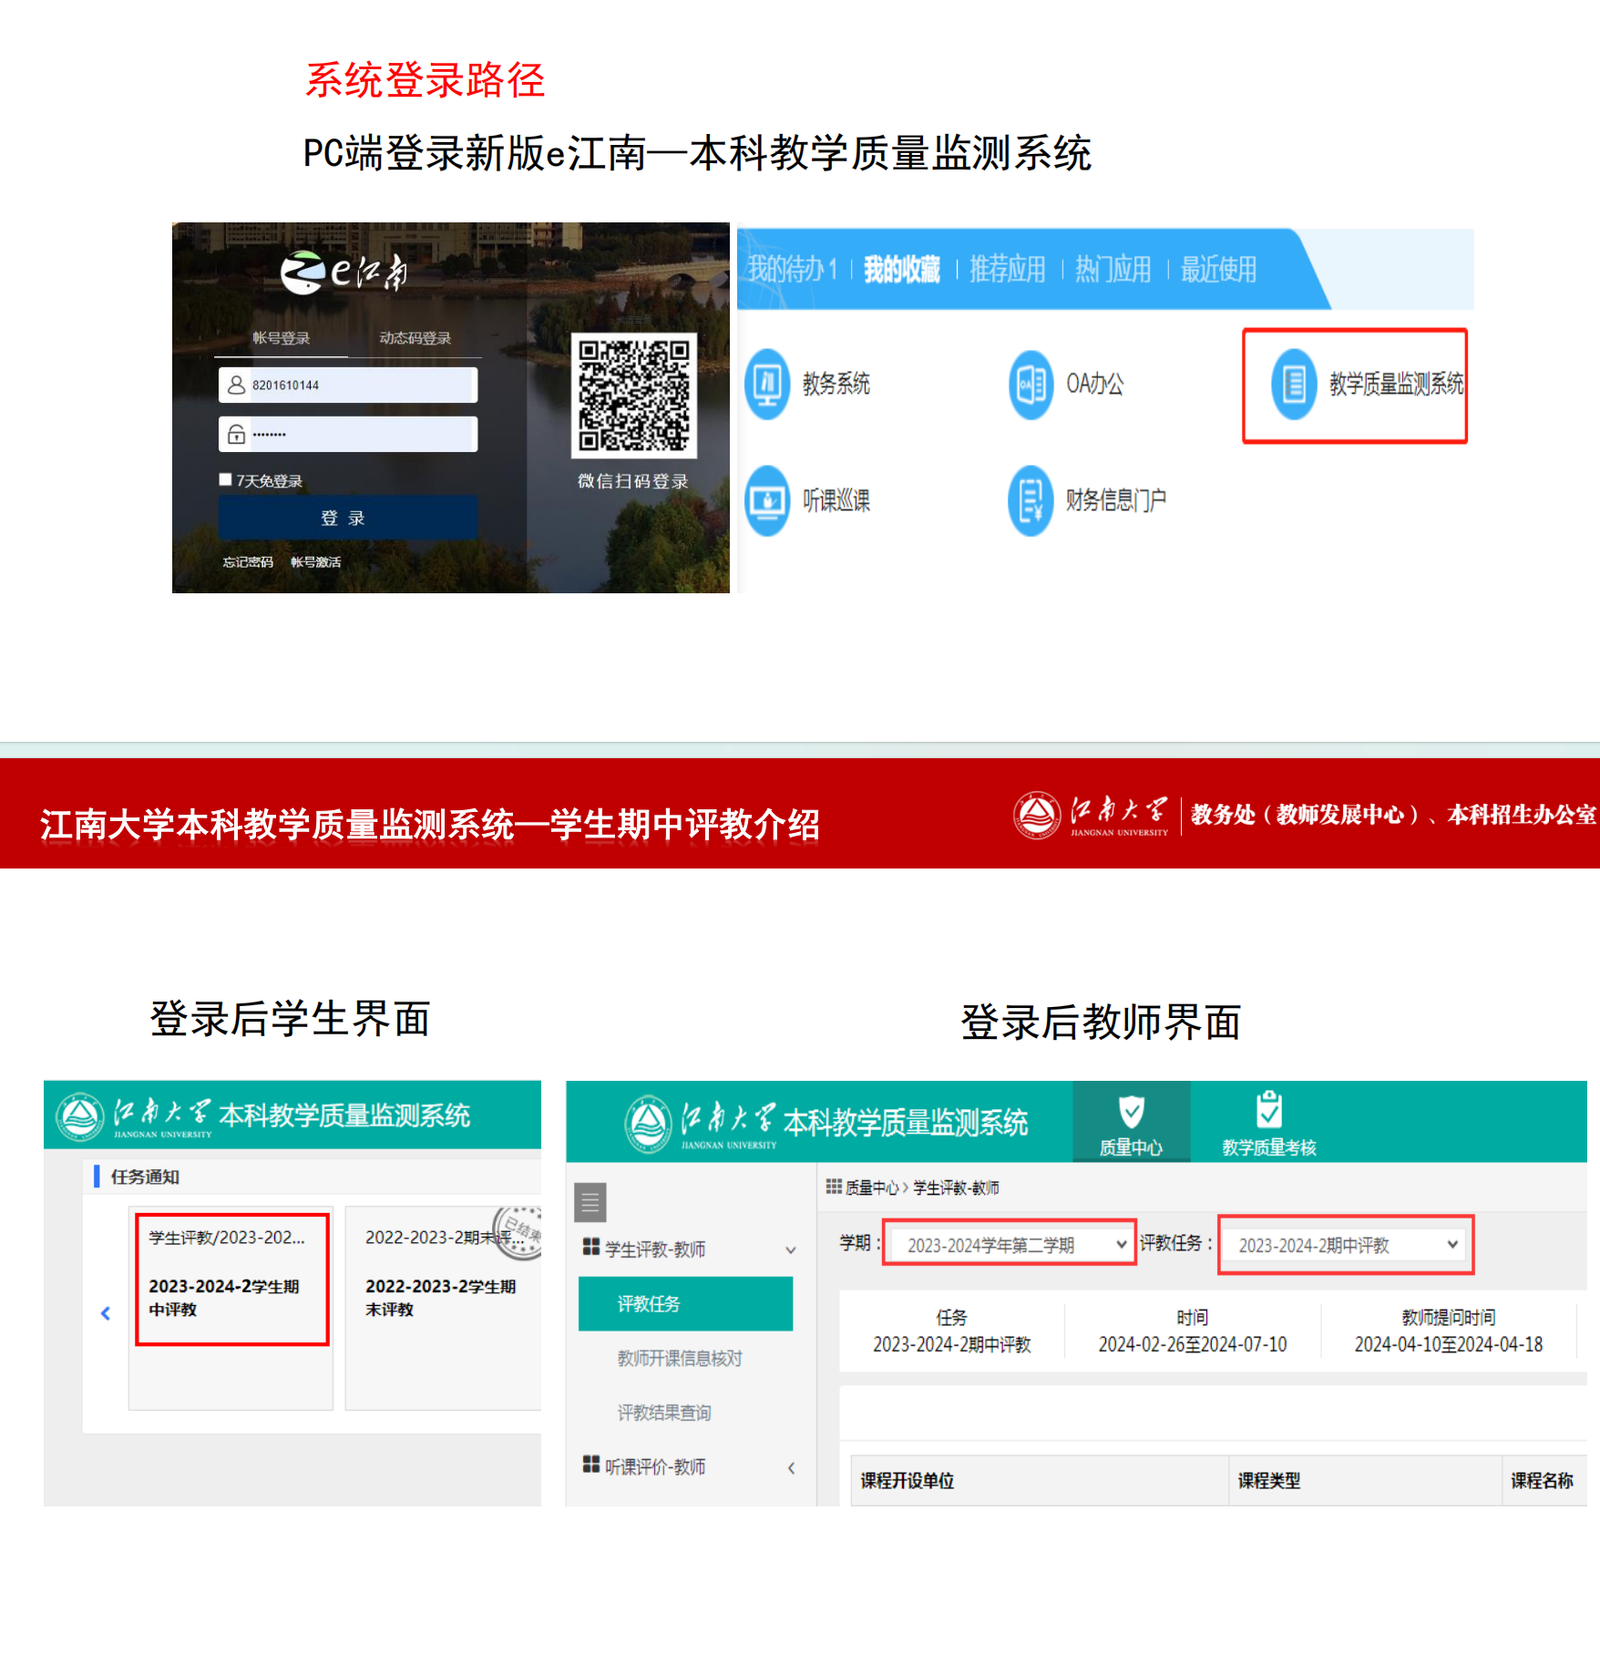 系统登录路径
PC端登录新版e江南—本科教学质量监测系统
e江南
帐号登录
动态码登录
8201610144
••••••••
7天免登录
登 录
忘记密码 帐号激活
微信扫码登录
我的待办 1 | 我的收藏 | 推荐应用 | 热门应用 | 最近使用
教务系统
OA办公
教学质量监测系统
听课巡课
财务信息门户
江南大学本科教学质量监测系统—学生期中评教介绍
江南大学
JIANGNAN UNIVERSITY
教务处（教师发展中心）、本科招生办公室
登录后学生界面
江南大学 本科教学质量监测系统
JIANGNAN UNIVERSITY
任务通知
学生评教/2023-202...
2023-2024-2学生期
中评教
2022-2023-2期末评...
已结束
2022-2023-2学生期
末评教
登录后教师界面
江南大学 本科教学质量监测系统
JIANGNAN UNIVERSITY
质量中心
教学质量考核
学生评教-教师
评教任务
教师开课信息核对
评教结果查询
听课评价-教师
质量中心 > 学生评教-教师
学期： 2023-2024学年第二学期
评教任务： 2023-2024-2期中评教
任务
2023-2024-2期中评教
时间
2024-02-26至2024-07-10
教师提问时间
2024-04-10至2024-04-18
课程开设单位
课程类型
课程名称